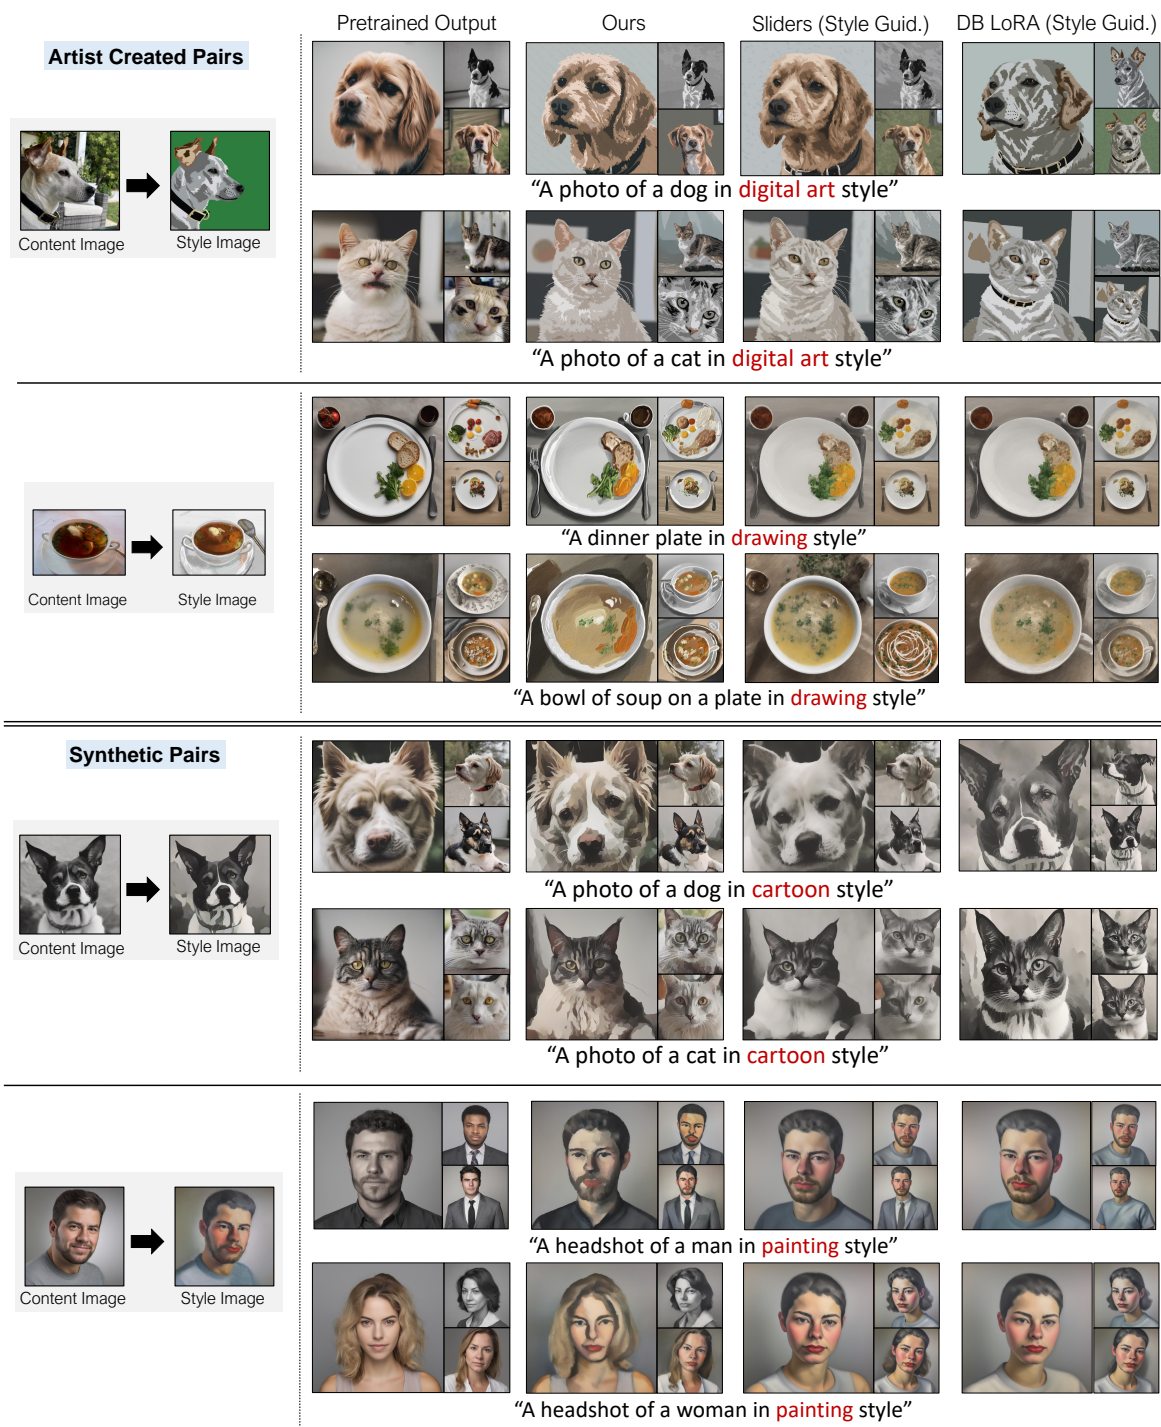 Pretrained Output
Ours
Sliders (Style Guid.)
DB LoRA (Style Guid.)
Artist Created Pairs
Content Image
Style Image
“A photo of a dog in digital art style”
“A photo of a cat in digital art style”
Content Image
Style Image
“A dinner plate in drawing style”
“A bowl of soup on a plate in drawing style”
Synthetic Pairs
Content Image
Style Image
“A photo of a dog in cartoon style”
“A photo of a cat in cartoon style”
Content Image
Style Image
“A headshot of a man in painting style”
“A headshot of a woman in painting style”